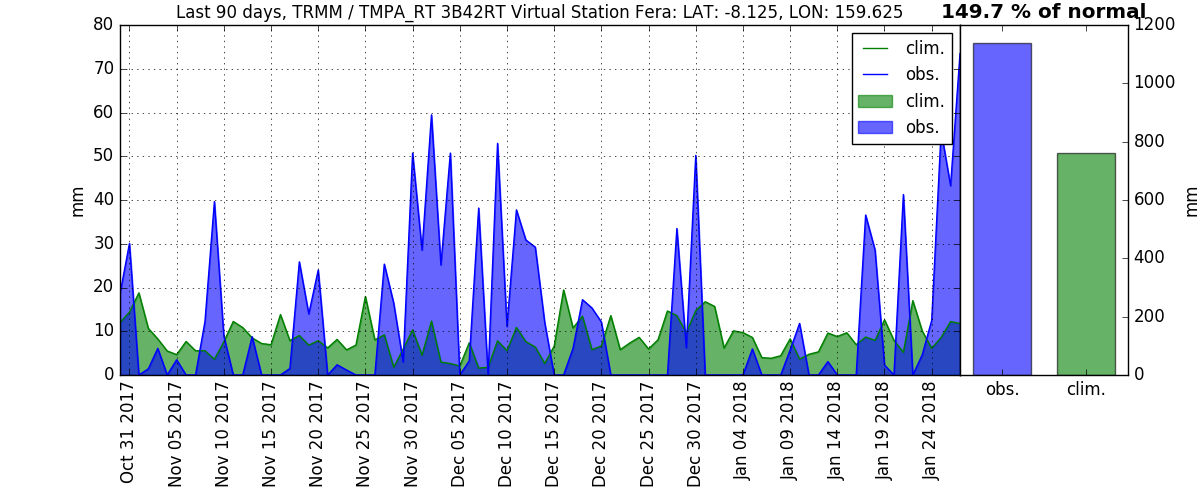 Last 90 days, TRMM / TMPA_RT 3B42RT Virtual Station Fera: LAT: -8.125, LON: 159.625
149.7 % of normal
80
70
60
50
40
30
20
10
0
mm
clim.
obs.
clim.
obs.
1200
1000
800
600
400
200
0
mm
obs.
clim.
Oct 31 2017
Nov 05 2017
Nov 10 2017
Nov 15 2017
Nov 20 2017
Nov 25 2017
Nov 30 2017
Dec 05 2017
Dec 10 2017
Dec 15 2017
Dec 20 2017
Dec 25 2017
Dec 30 2017
Jan 04 2018
Jan 09 2018
Jan 14 2018
Jan 19 2018
Jan 24 2018